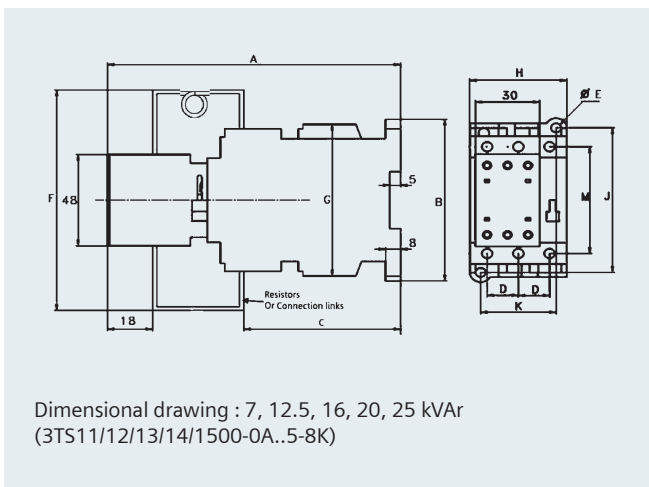 A
H
30
Ø E
F
48
G
5
B
8
M
J
Resistors
Or Connection links
18
C
D
D
K
Dimensional drawing : 7, 12.5, 16, 20, 25 kVAr
(3TS11/12/13/14/1500-0A..5-8K)